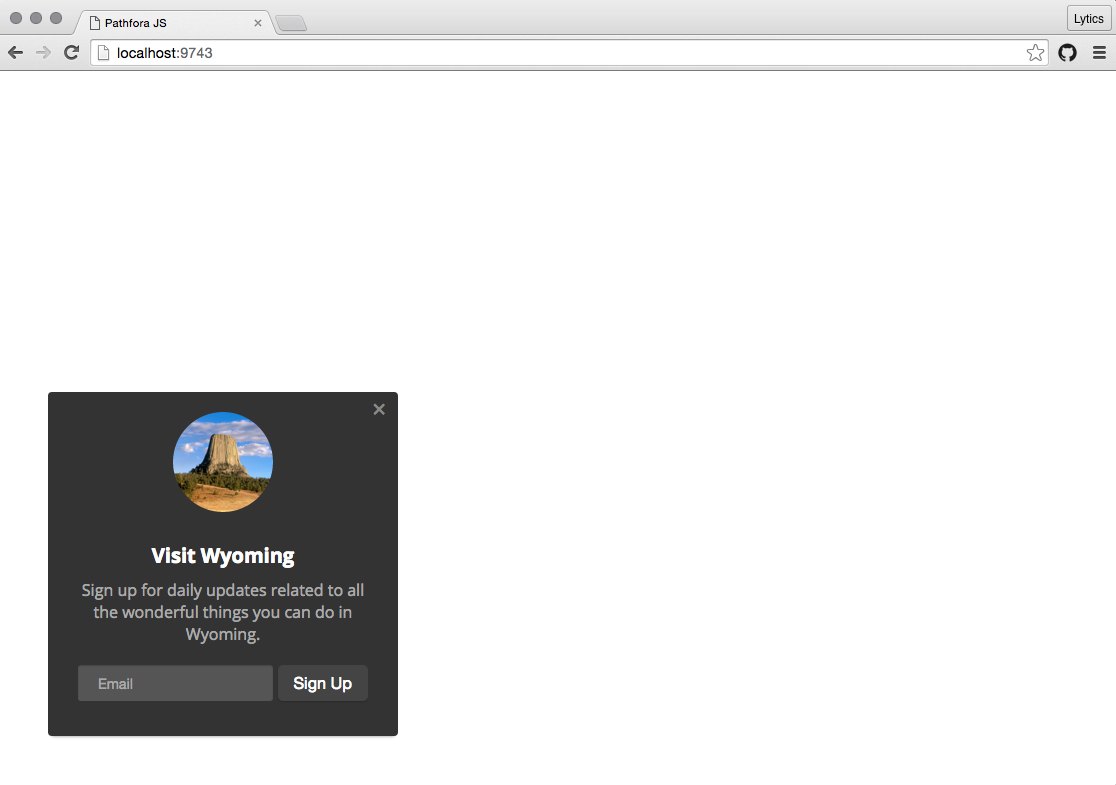 Pathfora JS
Lytics
localhost:9743
Visit Wyoming
Sign up for daily updates related to all
the wonderful things you can do in
Wyoming.
Email
Sign Up